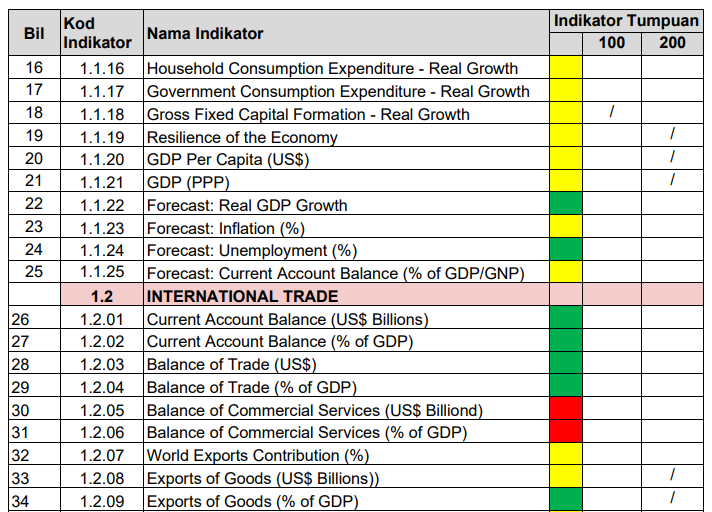 Bil Kod Indikator Nama Indikator Indikator Tumpuan
100 200
16 1.1.16 Household Consumption Expenditure - Real Growth
17 1.1.17 Government Consumption Expenditure - Real Growth
18 1.1.18 Gross Fixed Capital Formation - Real Growth /
19 1.1.19 Resilience of the Economy /
20 1.1.20 GDP Per Capita (US$) /
21 1.1.21 GDP (PPP) /
22 1.1.22 Forecast: Real GDP Growth
23 1.1.23 Forecast: Inflation (%)
24 1.1.24 Forecast: Unemployment (%)
25 1.1.25 Forecast: Current Account Balance (% of GDP/GNP)
1.2 INTERNATIONAL TRADE
26 1.2.01 Current Account Balance (US$ Billions)
27 1.2.02 Current Account Balance (% of GDP)
28 1.2.03 Balance of Trade (US$)
29 1.2.04 Balance of Trade (% of GDP)
30 1.2.05 Balance of Commercial Services (US$ Billiond)
31 1.2.06 Balance of Commercial Services (% of GDP)
32 1.2.07 World Exports Contribution (%)
33 1.2.08 Exports of Goods (US$ Billions)) /
34 1.2.09 Exports of Goods (% of GDP) /